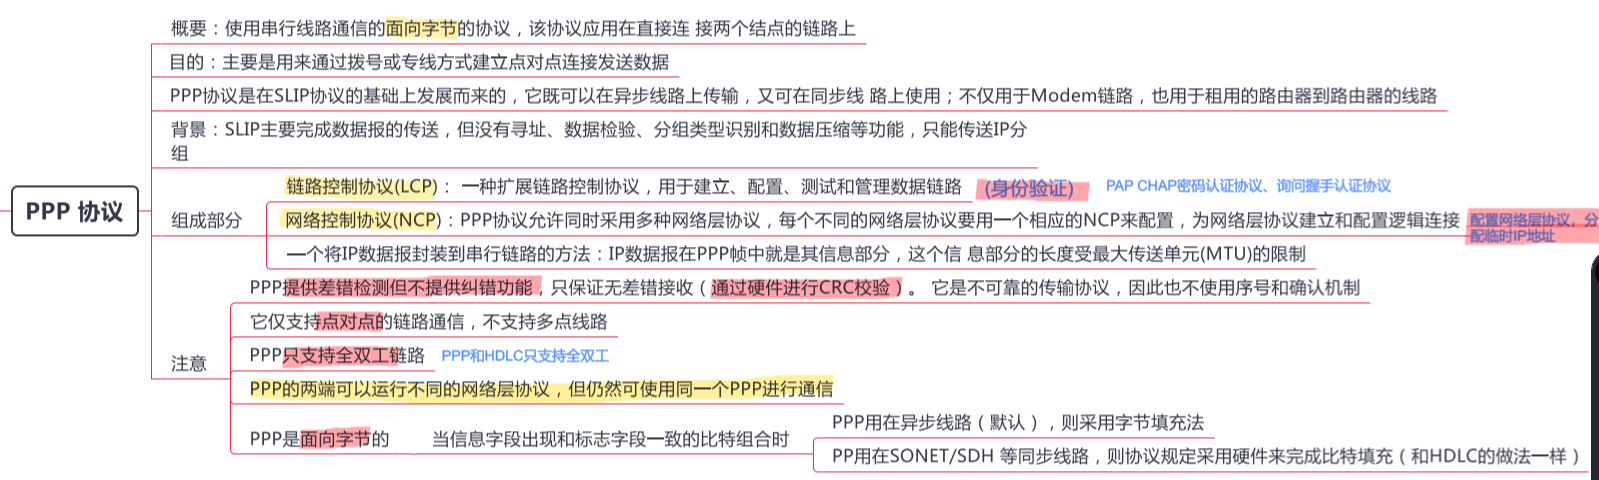 概要：使用串行线路通信的面向字节的协议，该协议应用在直接连 接两个结点的链路上
目的：主要是用来通过拨号或专线方式建立点对点连接发送数据
PPP协议是在SLIP协议的基础上发展而来的，它既可以在异步线路上传输，又可在同步线 路上使用；不仅用于Modem链路，也用于租用的路由器到路由器的线路
背景：SLIP主要完成数据报的传送，但没有寻址、数据检验、分组类型识别和数据压缩等功能，只能传送IP分
组
PPP 协议
组成部分
链路控制协议(LCP)： 一种扩展链路控制协议，用于建立、配置、测试和管理数据链路 (身份验证) PAP CHAP密码认证协议、询问握手认证协议
网络控制协议(NCP)：PPP协议允许同时采用多种网络层协议，每个不同的网络层协议要用一个相应的NCP来配置，为网络层协议建立和配置逻辑连接
配置网络层协议，分
配临时IP地址
一个将IP数据报封装到串行链路的方法：IP数据报在PPP帧中就是其信息部分，这个信 息部分的长度受最大传送单元(MTU)的限制
注意
PPP提供差错检测但不提供纠错功能，只保证无差错接收（通过硬件进行CRC校验）。 它是不可靠的传输协议，因此也不使用序号和确认机制
它仅支持点对点的链路通信，不支持多点线路
PPP只支持全双工链路 PPP和HDLC只支持全双工
PPP的两端可以运行不同的网络层协议，但仍然可使用同一个PPP进行通信
PPP是面向字节的 当信息字段出现和标志字段一致的比特组合时
PPP用在异步线路（默认），则采用字节填充法
PP用在SONET/SDH 等同步线路，则协议规定采用硬件来完成比特填充（和HDLC的做法一样）